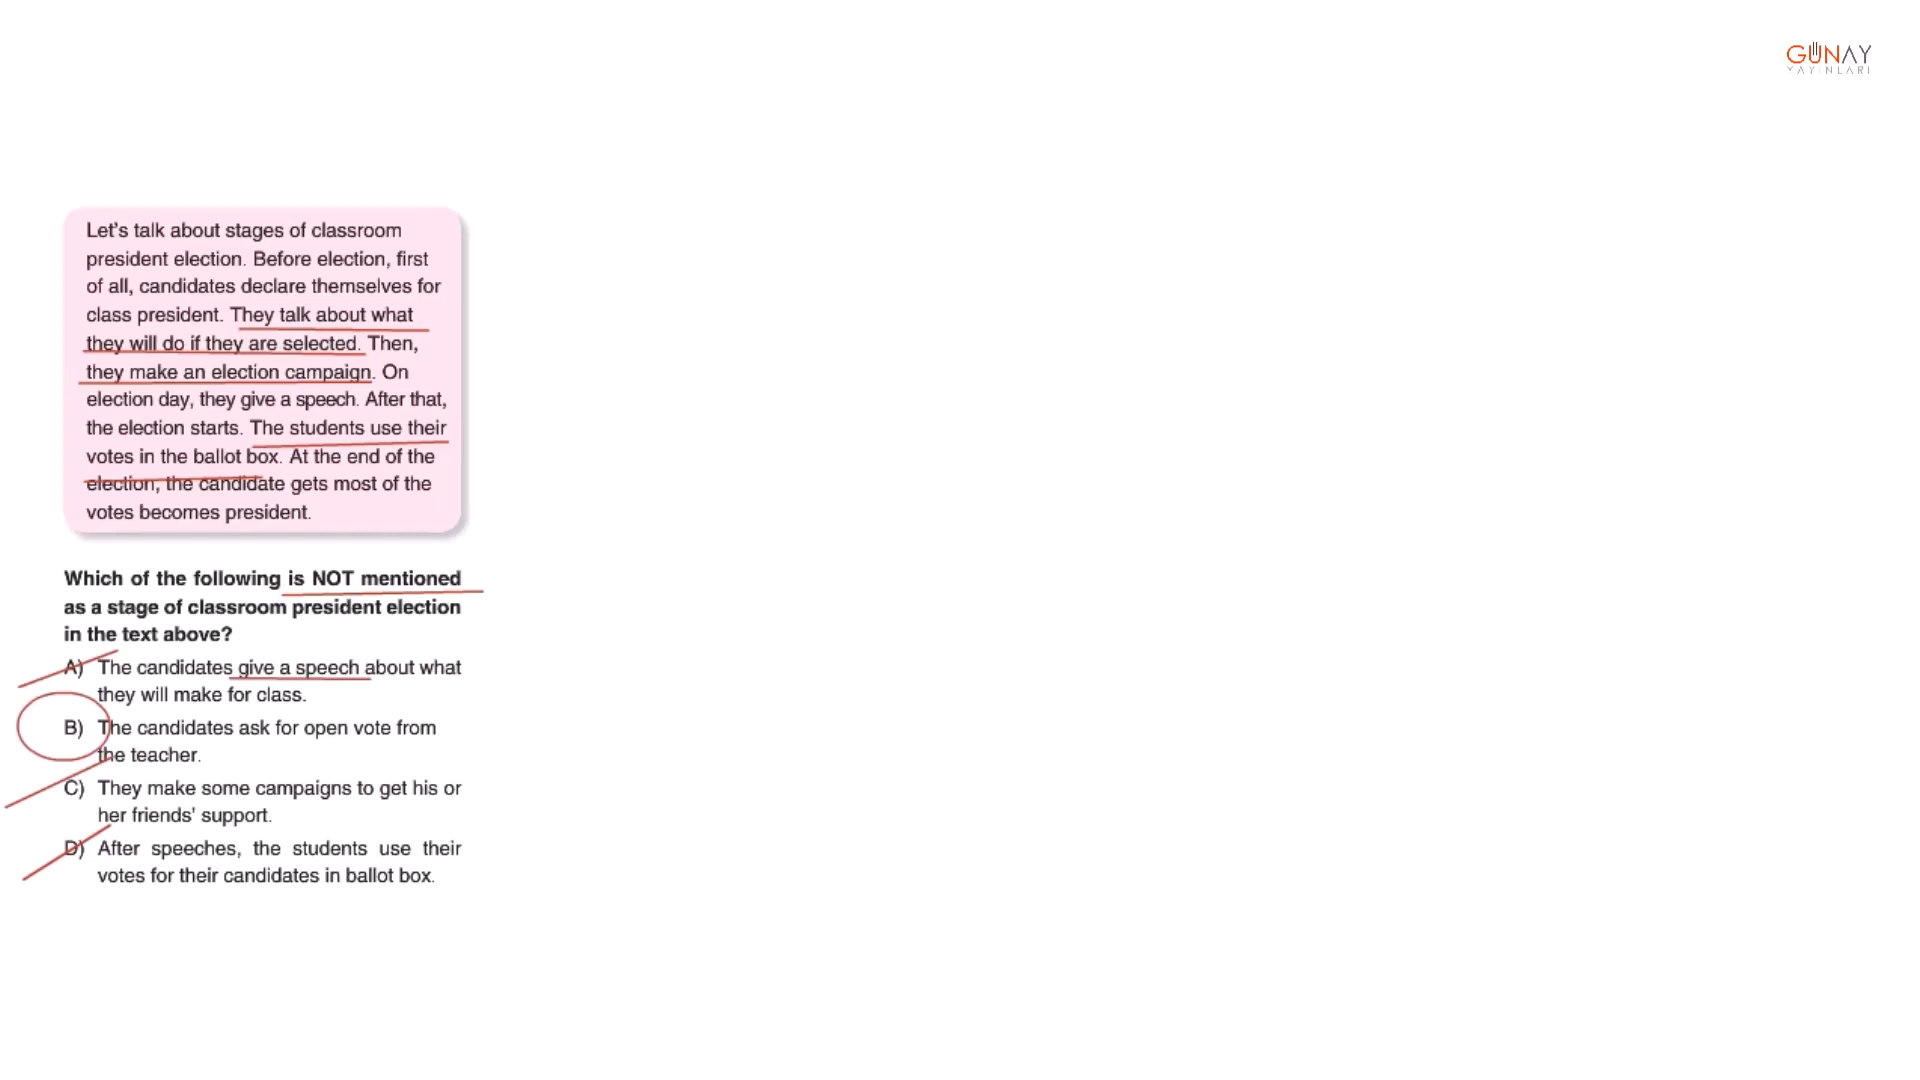 GÜNAY
YAYINLARI
Let's talk about stages of classroom
president election. Before election, first
of all, candidates declare themselves for
class president. They talk about what
they will do if they are selected. Then,
they make an election campaign. On
election day, they give a speech. After that,
the election starts. The students use their
votes in the ballot box. At the end of the
election, the candidate gets most of the
votes becomes president.
Which of the following is NOT mentioned
as a stage of classroom president election
in the text above?
A) The candidates give a speech about what
they will make for class.
B) The candidates ask for open vote from
the teacher.
C) They make some campaigns to get his or
her friends' support.
D) After speeches, the students use their
votes for their candidates in ballot box.